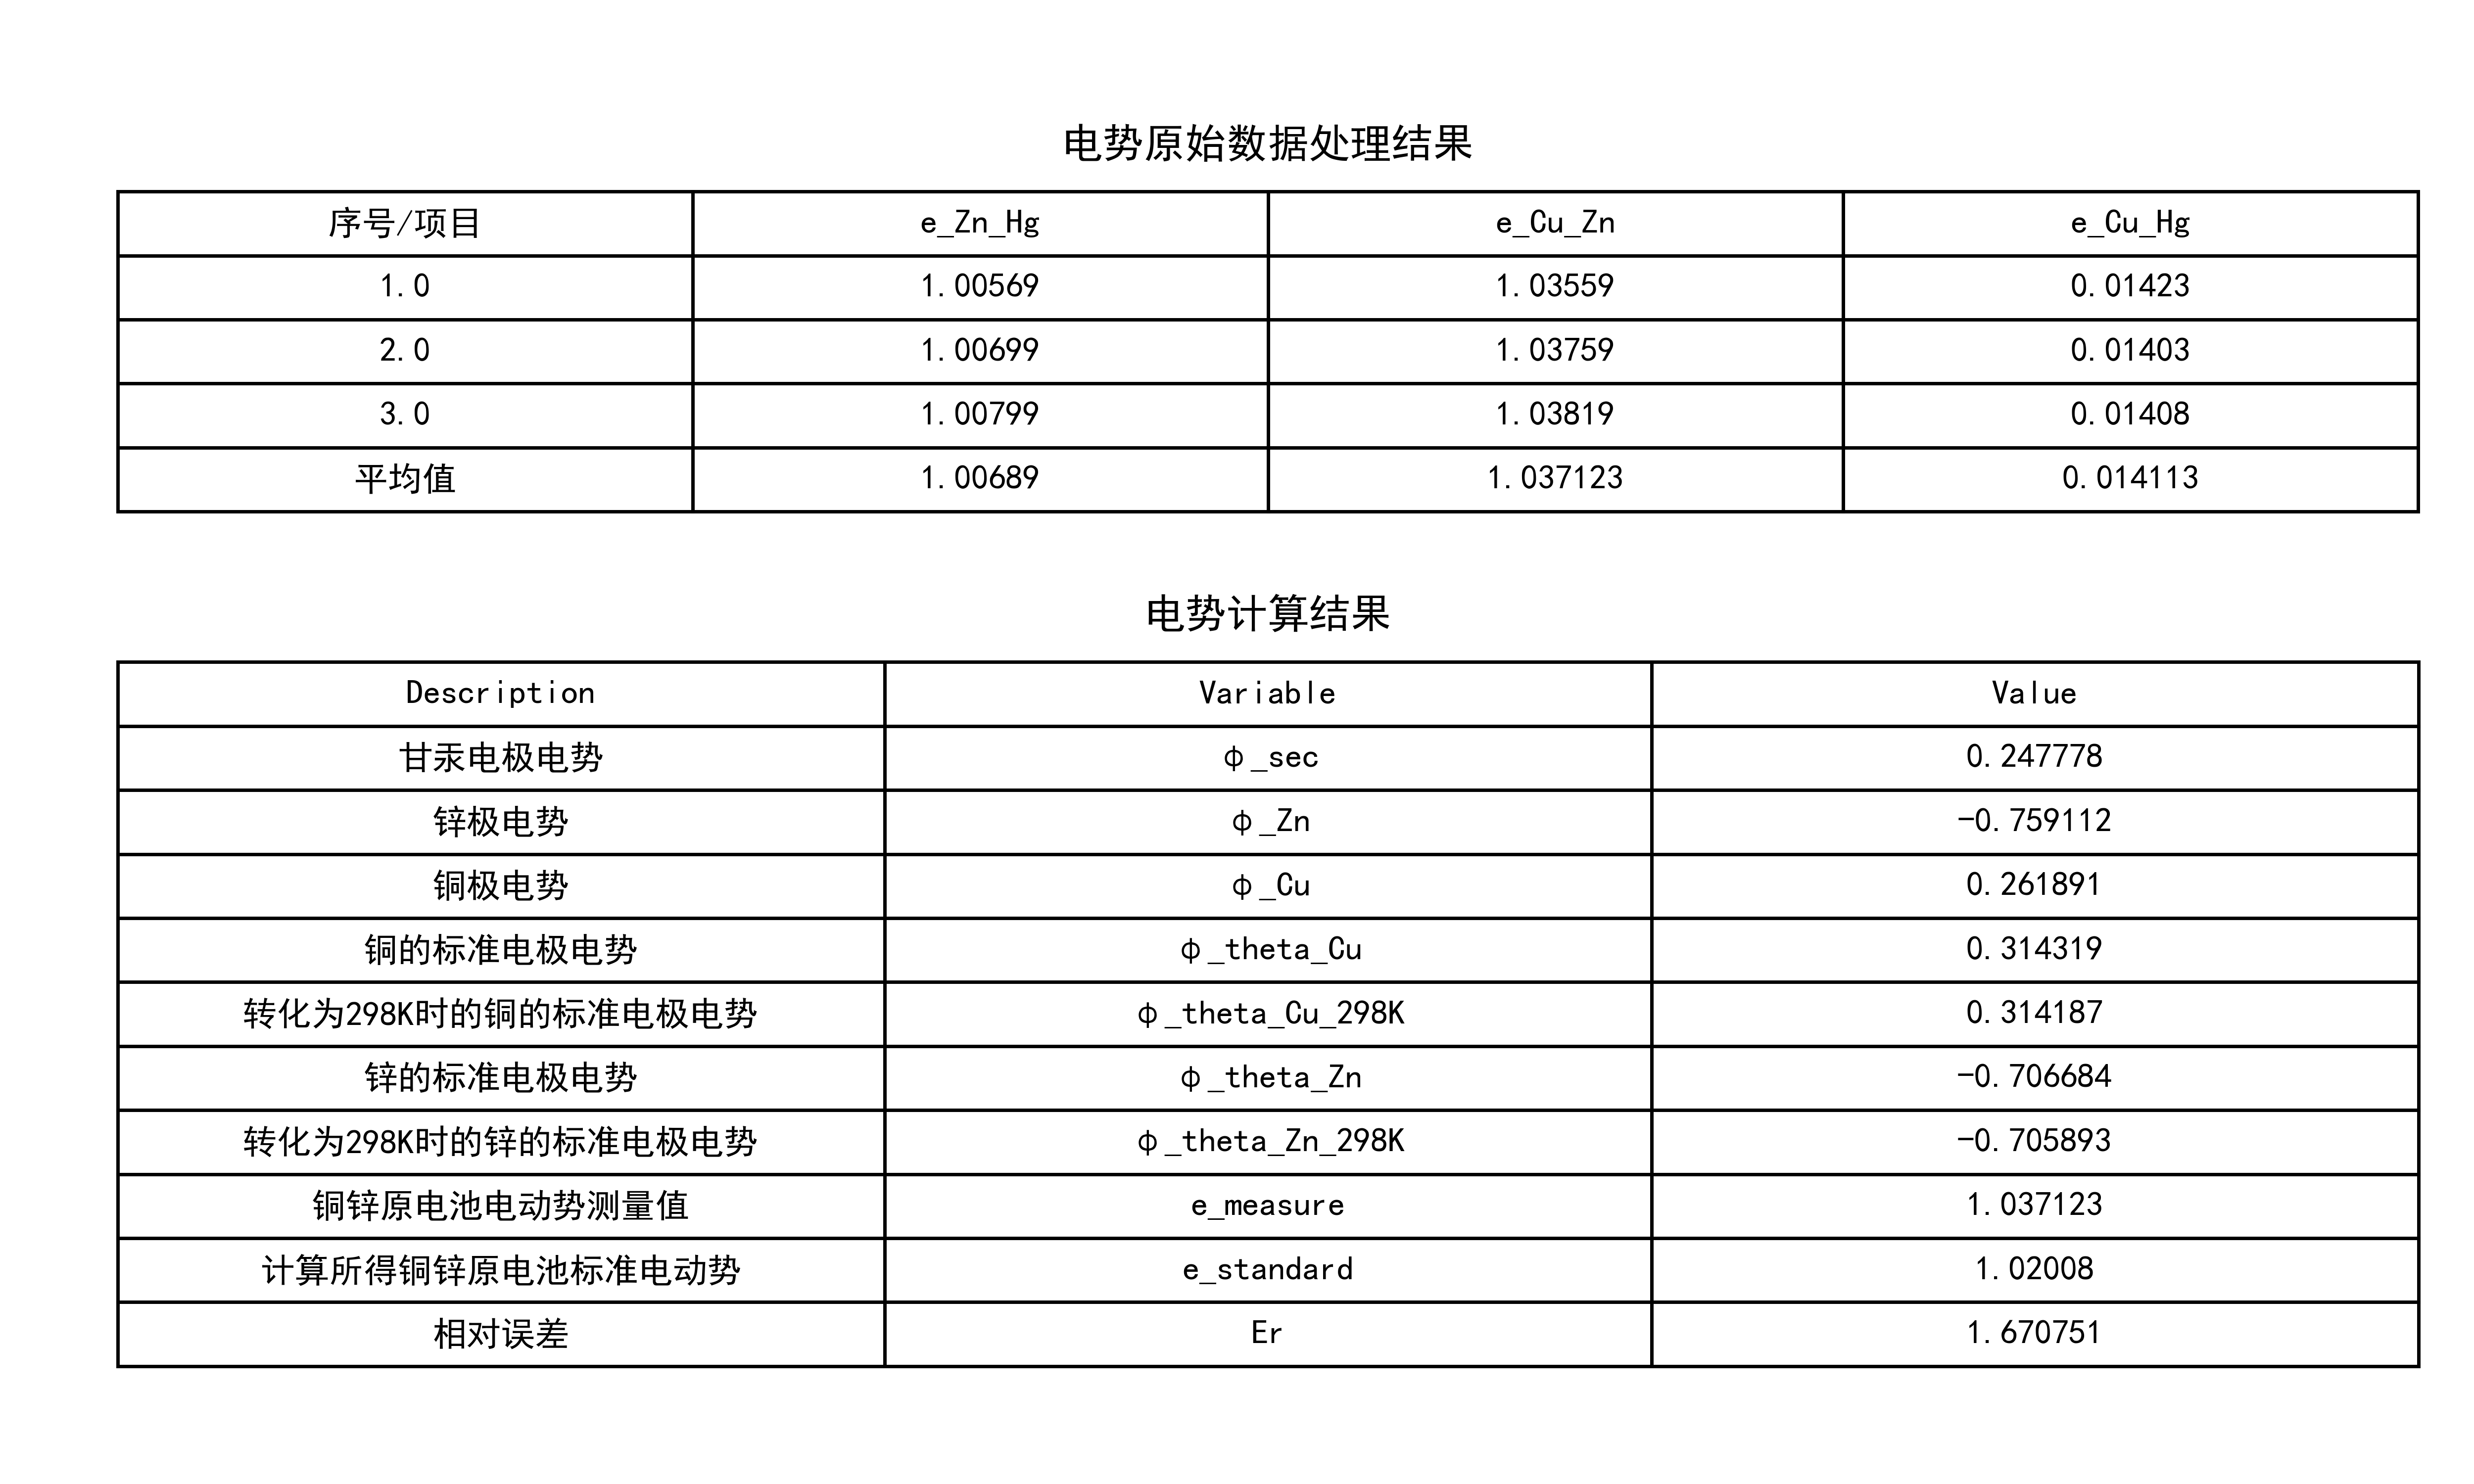 电势原始数据处理结果
序号/项目 e_Zn_Hg e_Cu_Zn e_Cu_Hg
1.0 1.00569 1.03559 0.01423
2.0 1.00699 1.03759 0.01403
3.0 1.00799 1.03819 0.01408
平均值 1.00689 1.037123 0.014113
电势计算结果
Description Variable Value
甘汞电极电势 φ_sec 0.247778
锌极电势 φ_Zn -0.759112
铜极电势 φ_Cu 0.261891
铜的标准电极电势 φ_theta_Cu 0.314319
转化为298K时的铜的标准电极电势 φ_theta_Cu_298K 0.314187
锌的标准电极电势 φ_theta_Zn -0.706684
转化为298K时的锌的标准电极电势 φ_theta_Zn_298K -0.705893
铜锌原电池电动势测量值 e_measure 1.037123
计算所得铜锌原电池标准电动势 e_standard 1.02008
相对误差 Er 1.670751